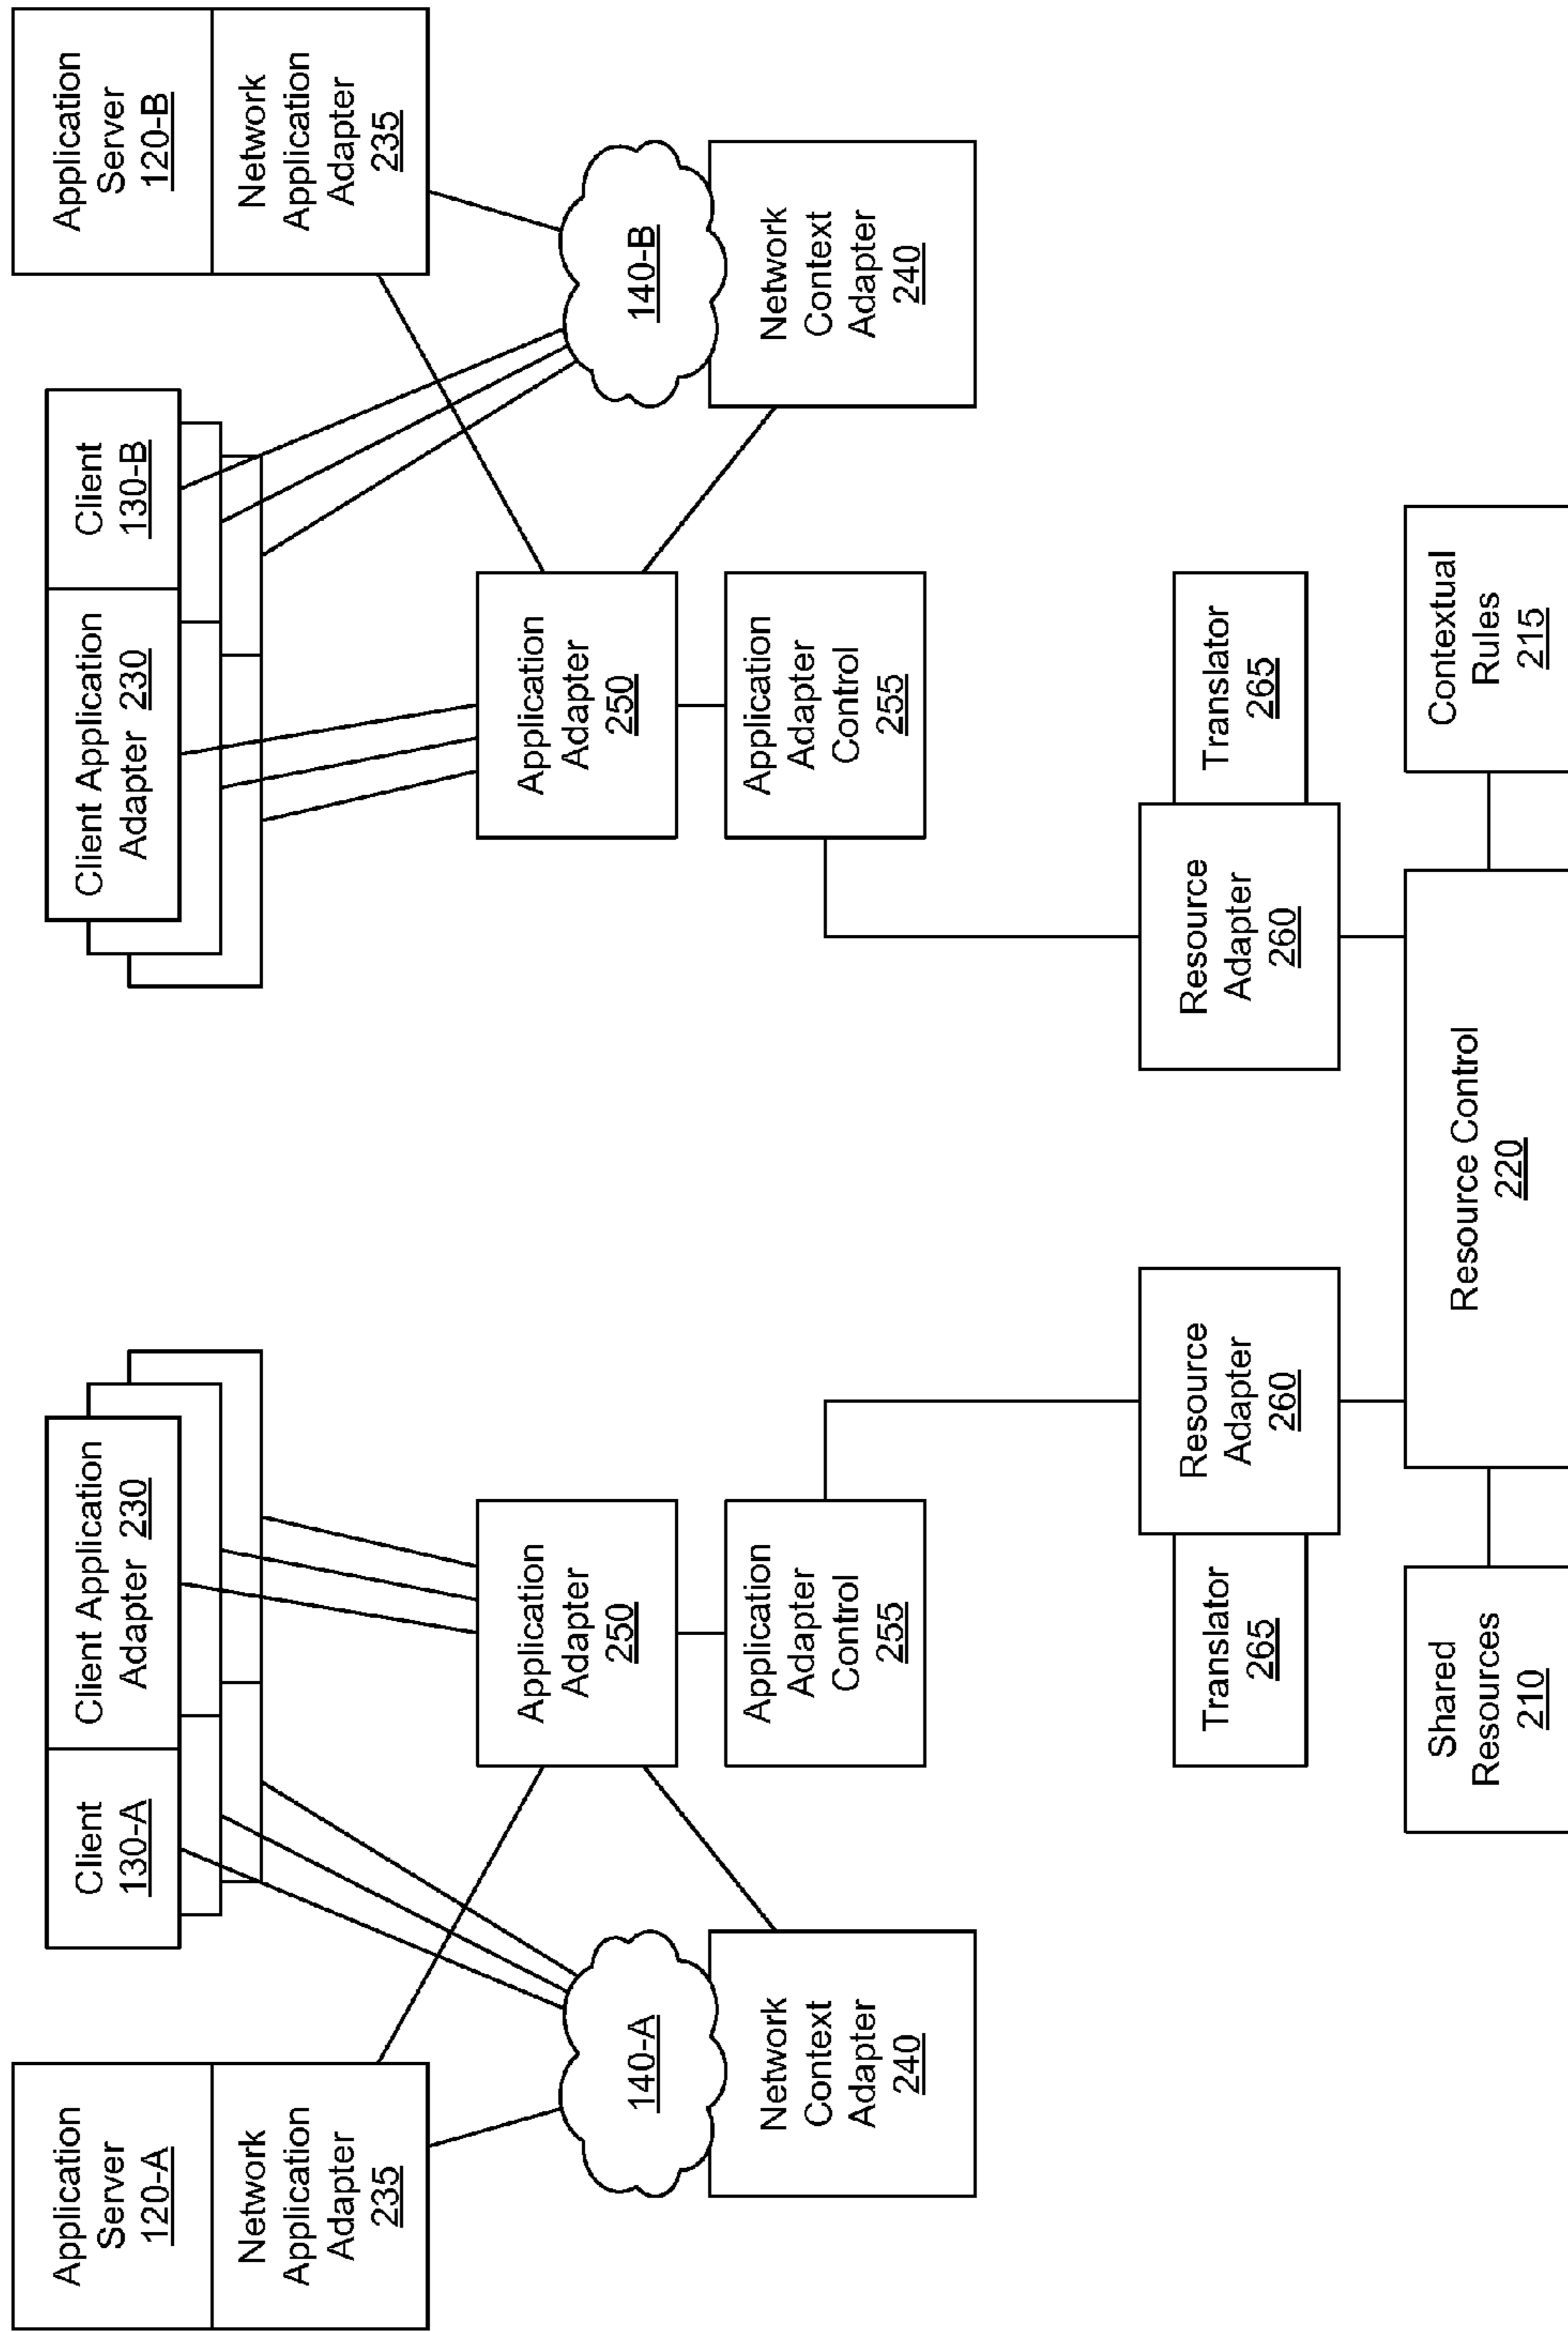 Application
Server
120-A
Network
Application
Adapter
235
Client
130-A
Client Application
Adapter 230
140-A
Network
Context
Adapter
240
Application
Adapter
250
Application
Adapter
Control
255
Translator
265
Resource
Adapter
260
Shared
Resources
210
Resource Control
220
Client Application
Adapter 230
Client
130-B
Application
Server
120-B
Network
Application
Adapter
235
140-B
Network
Context
Adapter
240
Application
Adapter
250
Application
Adapter
Control
255
Resource
Adapter
260
Translator
265
Contextual
Rules
215